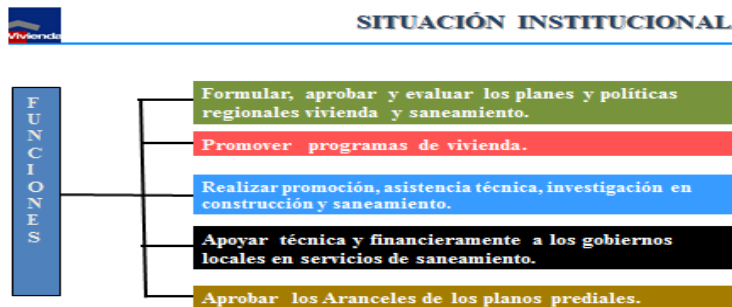 Vivienda
SITUACIÓN INSTITUCIONAL
FUNCIONES
Formular, aprobar y evaluar los planes y políticas
regionales vivienda y saneamiento.
Promover programas de vivienda.
Realizar promoción, asistencia técnica, investigación en
construcción y saneamiento.
Apoyar técnica y financieramente a los gobiernos
locales en servicios de saneamiento.
Aprobar los Aranceles de los planos prediales.